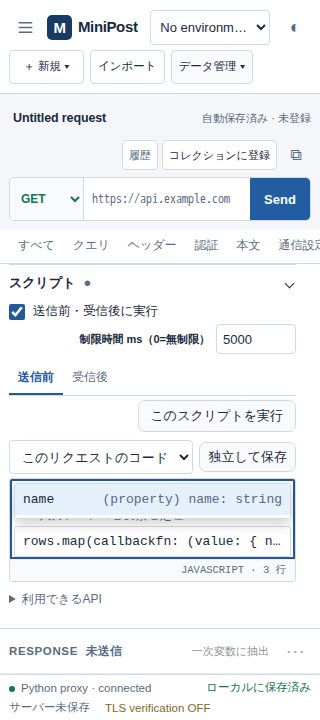 M MiniPost No environm…
+ 新規 ▾ インポート データ管理 ▾
Untitled request 自動保存済み · 未登録
履歴 コレクションに登録
GET https://api.example.com Send
すべて クエリ ヘッダー 認証 本文 通信設定
スクリプト
送信前・受信後に実行
制限時間 ms（0=無制限） 5000
送信前 受信後
このスクリプトを実行
このリクエストのコード 独立して保存
name (property) name: string
rows.map(callbackfn: (value: { n…
JAVASCRIPT · 3 行
利用できるAPI
RESPONSE 未送信 一次変数に抽出 ···
Python proxy · connected ローカルに保存済み
サーバー未保存 TLS verification OFF